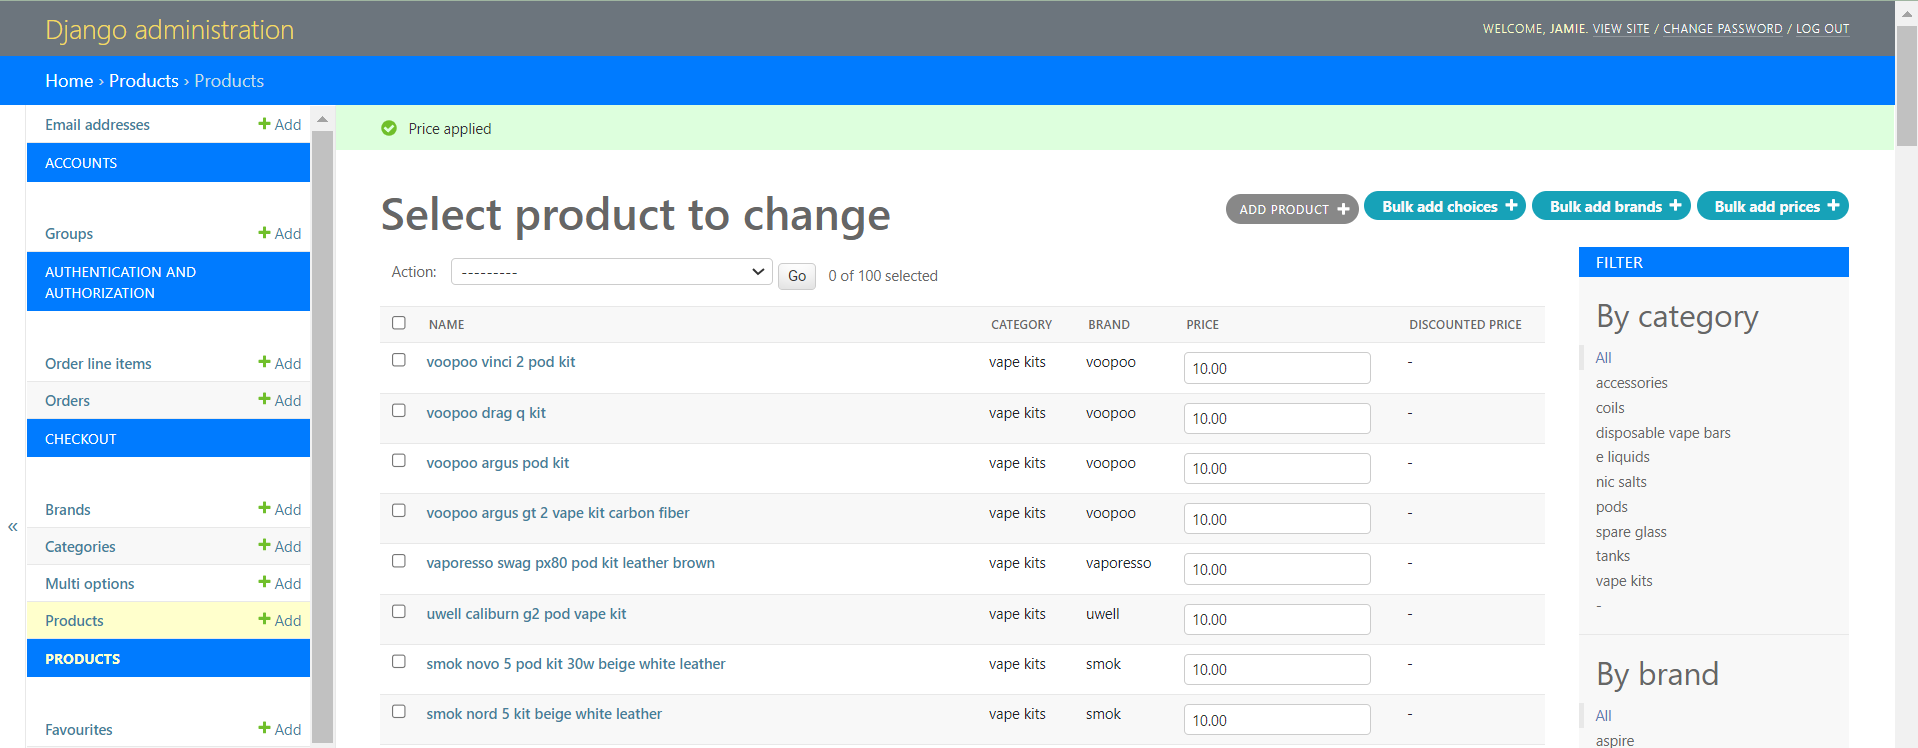 Django administration
WELCOME, JAMIE. VIEW SITE / CHANGE PASSWORD / LOG OUT
Home › Products › Products
Email addresses + Add
ACCOUNTS
Groups + Add
AUTHENTICATION AND
AUTHORIZATION
Order line items + Add
Orders + Add
CHECKOUT
Brands + Add
Categories + Add
Multi options + Add
Products + Add
PRODUCTS
Favourites + Add
«
Price applied
Select product to change
ADD PRODUCT + Bulk add choices + Bulk add brands + Bulk add prices +
Action: --------- Go 0 of 100 selected
NAME CATEGORY BRAND PRICE DISCOUNTED PRICE
voopoo vinci 2 pod kit vape kits voopoo 10.00 -
voopoo drag q kit vape kits voopoo 10.00 -
voopoo argus pod kit vape kits voopoo 10.00 -
voopoo argus gt 2 vape kit carbon fiber vape kits voopoo 10.00 -
vaporesso swag px80 pod kit leather brown vape kits vaporesso 10.00 -
uwell caliburn g2 pod vape kit vape kits uwell 10.00 -
smok novo 5 pod kit 30w beige white leather vape kits smok 10.00 -
smok nord 5 kit beige white leather vape kits smok 10.00 -
FILTER
By category
All
accessories
coils
disposable vape bars
e liquids
nic salts
pods
spare glass
tanks
vape kits
-
By brand
All
aspire